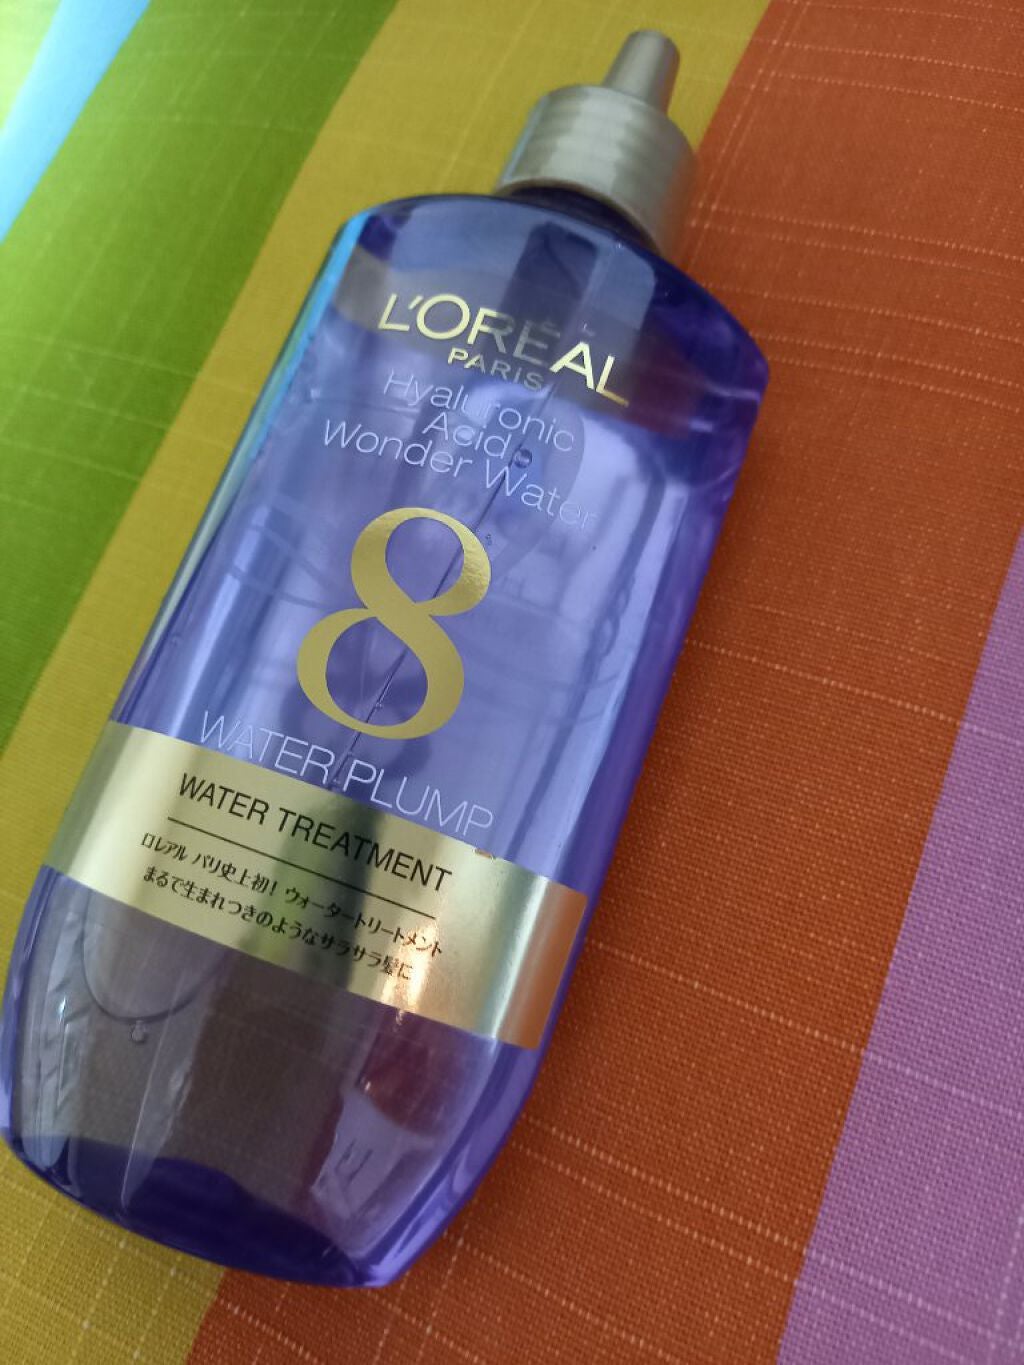 L'ORÉAL
PARIS
Hyaluronic
Acid
Wonder Water
8
WATER PLUMP
WATER TREATMENT
ロレアル パリ史上初！ ウォータートリートメント
まるで生まれつきのようなサラサラ髪に